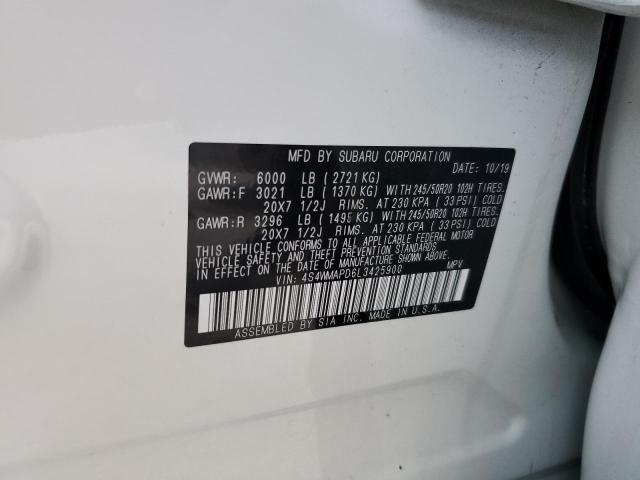 MFD BY SUBARU CORPORATION
GVWR: 6000 LB (2721 KG) DATE: 10/19
GAWR:F 3021 LB (1370 KG) WITH 245/50R20 102H TIRES.
20X7 1/2J RIMS. AT 230 KPA (33 PSI) COLD
GAWR:R 3296 LB (1495 KG) WITH 245/50R20 102H TIRES.
20X7 1/2J RIMS. AT 230 KPA (33 PSI) COLD
THIS VEHICLE CONFORMS TO ALL APPLICABLE FEDERAL MOTOR
VEHICLE SAFETY AND THEFT PREVENTION STANDARDS
IN EFFECT ON THE DATE OF MANUFACTURE SHOWN ABOVE.
VIN: 4S4WMAPD6L3425900 MPV
ASSEMBLED BY SIA INC. MADE IN U.S.A.